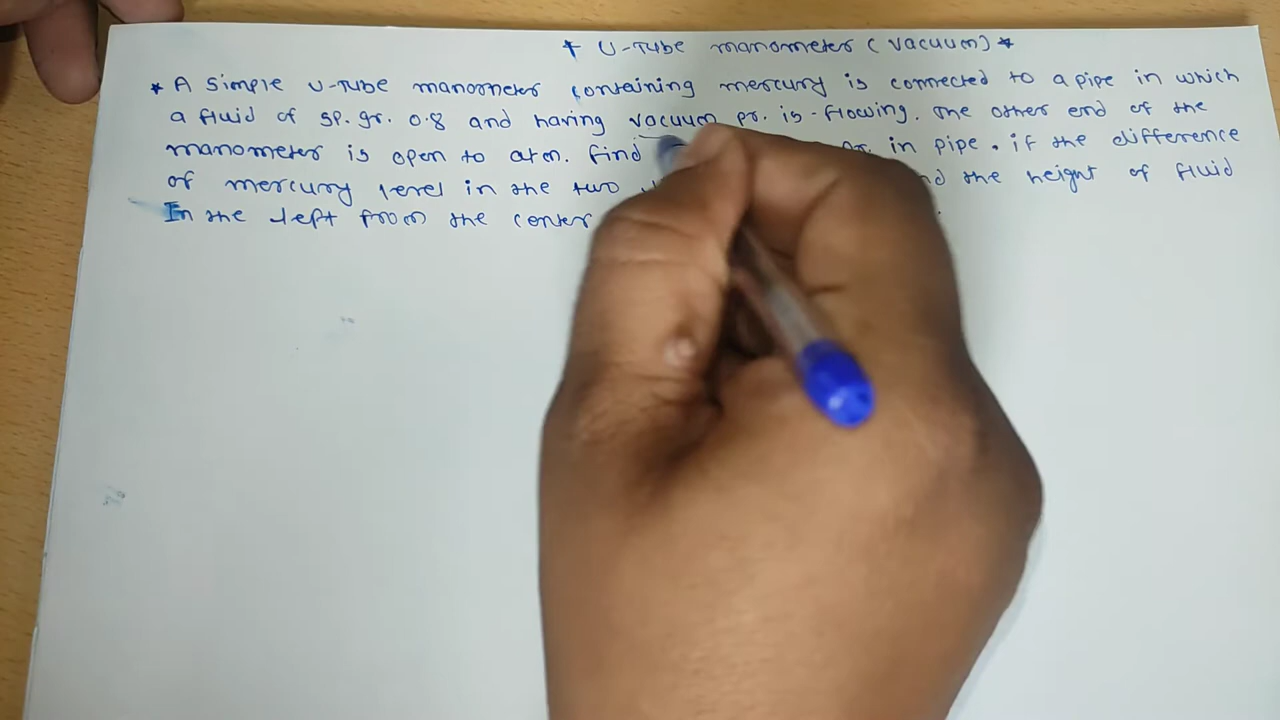 * U-Tube manometer (vacuum) *
* A simple U-Tube manometer containing mercury is connected to a pipe in which
a fluid of sp. gr. 0.8 and having vacuum pr. is flowing. The other end of the
manometer is open to atm. find in pipe. if the difference
of mercury level in the two the height of fluid
In the left from the center